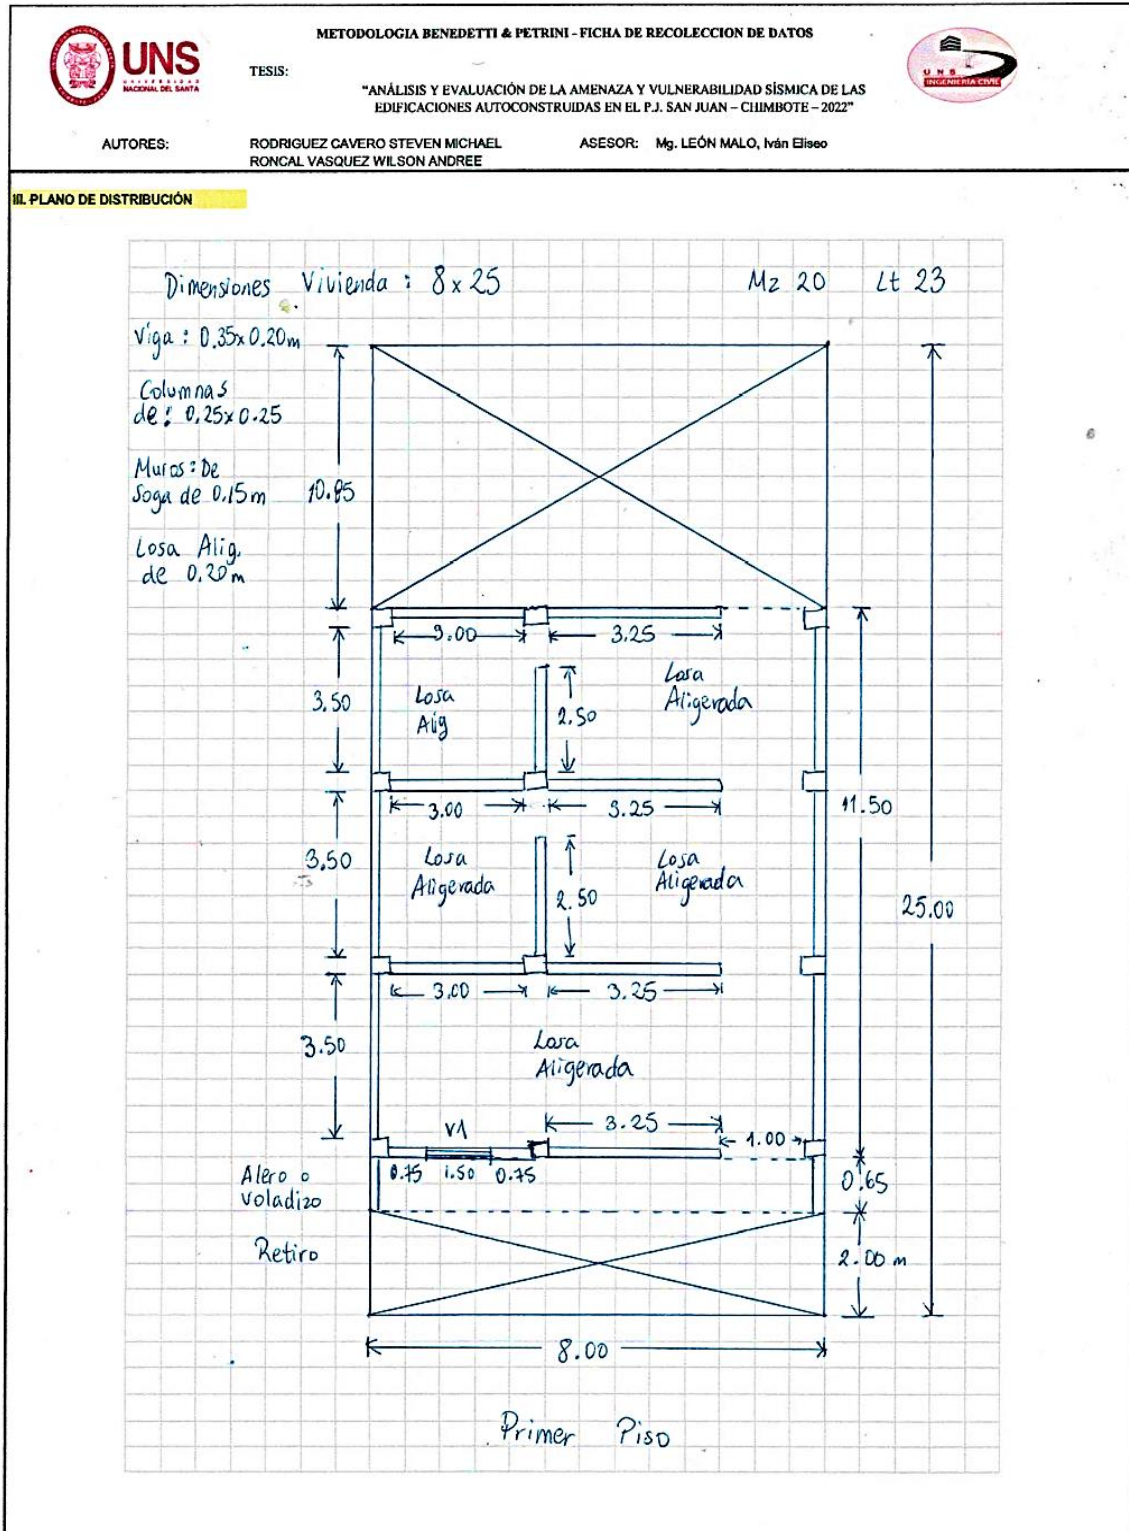 METODOLOGIA BENEDETTI & PETRINI - FICHA DE RECOLECCION DE DATOS
UNS
UNIVERSIDAD
NACIONAL DEL SANTA
TESIS:
"ANÁLISIS Y EVALUACIÓN DE LA AMENAZA Y VULNERABILIDAD SÍSMICA DE LAS
EDIFICACIONES AUTOCONSTRUIDAS EN EL P.J. SAN JUAN – CHIMBOTE – 2022"
U N S
INGENIERÍA CIVIL
AUTORES:
RODRIGUEZ CAVERO STEVEN MICHAEL
RONCAL VASQUEZ WILSON ANDREE
ASESOR: Mg. LEÓN MALO, Iván Eliseo
III. PLANO DE DISTRIBUCIÓN
Dimensiones Vivienda : 8 x 25
Mz 20 Lt 23
Viga : 0.35x0.20m
Columnas
de : 0.25x0.25
Muros: De
Soga de 0.15m
10.85
Losa Alig.
de 0.20m
3.00
3.25
3.50
Losa
Alig
2.50
Losa
Aligerada
3.00
3.25
11.50
3.50
Losa
Aligerada
2.50
Losa
Aligerada
25.00
3.00
3.25
3.50
Losa
Aligerada
V1
3.25
1.00
0.75 1.50 0.75
Alero o
Voladizo
0.65
Retiro
2.00 m
8.00
Primer Piso